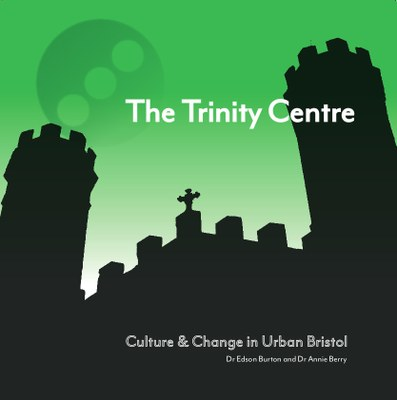 The Trinity Centre
Culture & Change in Urban Bristol
Dr Edson Burton and Dr Annie Berry